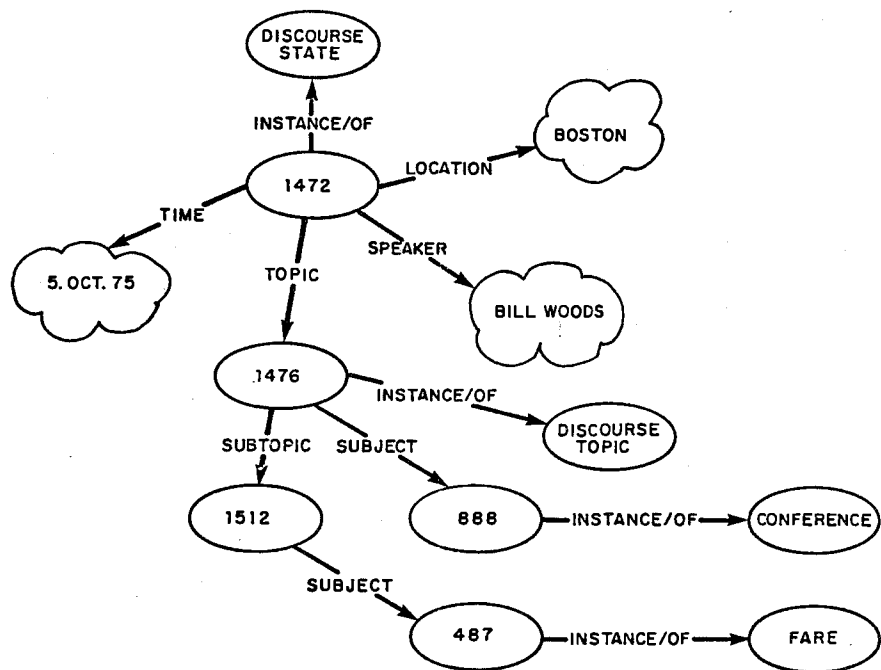 DISCOURSE
STATE
INSTANCE/OF
BOSTON
LOCATION
1472
TIME
SPEAKER
5. OCT. 75
TOPIC
BILL WOODS
1476
INSTANCE/OF
DISCOURSE
TOPIC
SUBTOPIC
SUBJECT
1512
888
INSTANCE/OF
CONFERENCE
SUBJECT
487
INSTANCE/OF
FARE